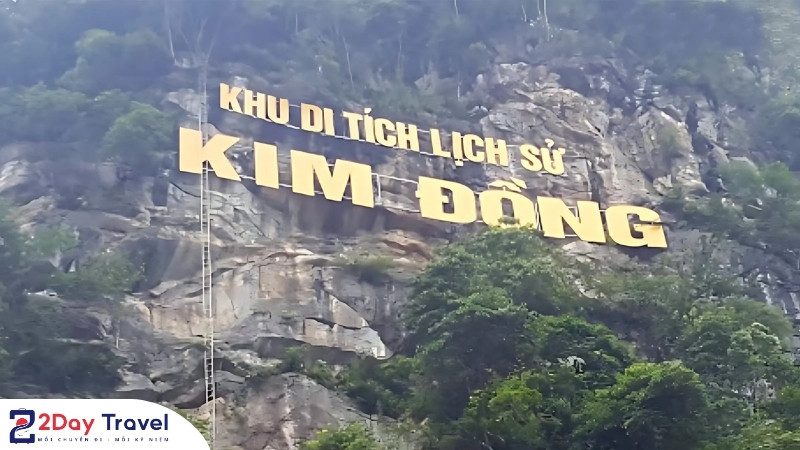 KHU DI TÍCH LỊCH SỬ
KIM ĐỒNG
2Day Travel
MỖI CHUYẾN ĐI - MỖI KỶ NIỆM